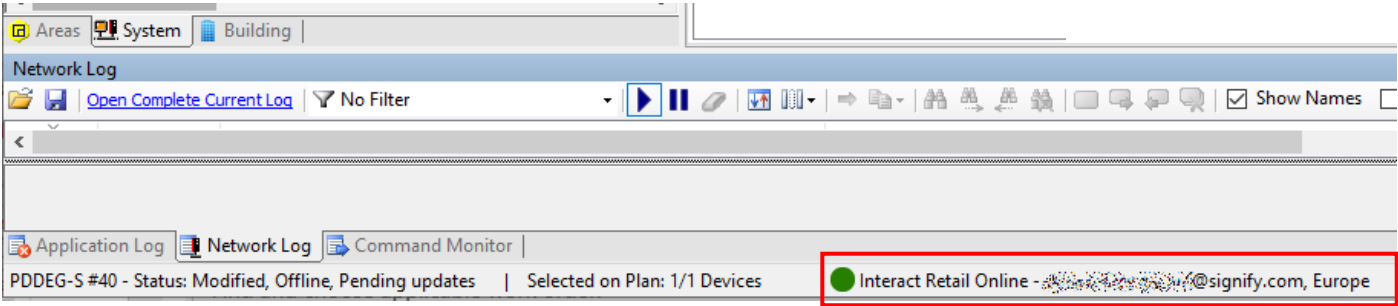 Areas System Building
Network Log
Open Complete Current Log No Filter Show Names
Application Log Network Log Command Monitor
PDDEG-S #40 - Status: Modified, Offline, Pending updates | Selected on Plan: 1/1 Devices Interact Retail Online - @signify.com, Europe